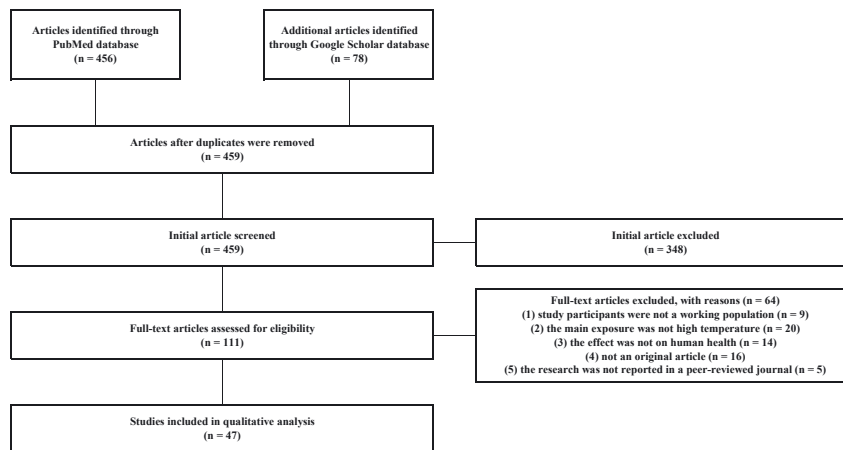 Articles identified through
PubMed database
(n = 456)
Additional articles identified
through Google Scholar database
(n = 78)
Articles after duplicates were removed
(n = 459)
Initial article screened
(n = 459)
Initial article excluded
(n = 348)
Full-text articles assessed for eligibility
(n = 111)
Full-text articles excluded, with reasons (n = 64)
(1) study participants were not a working population (n = 9)
(2) the main exposure was not high temperature (n = 20)
(3) the effect was not on human health (n = 14)
(4) not an original article (n = 16)
(5) the research was not reported in a peer-reviewed journal (n = 5)
Studies included in qualitative analysis
(n = 47)